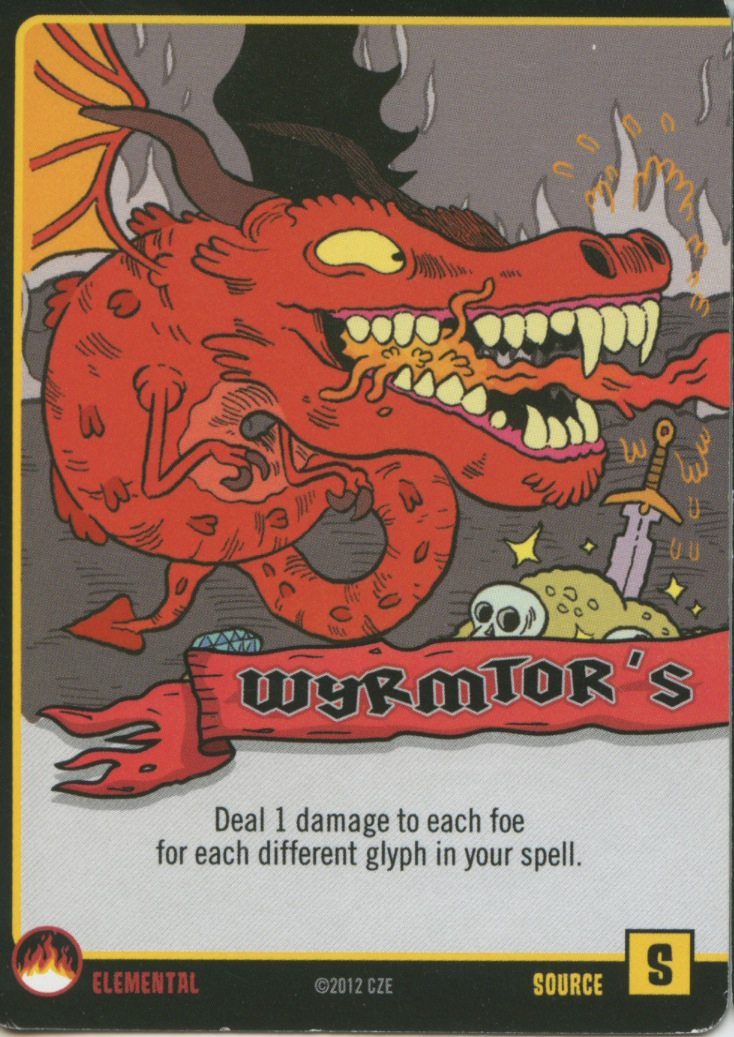 WYRMTOR'S
Deal 1 damage to each foe
for each different glyph in your spell.
ELEMENTAL
©2012 CZE
SOURCE
S